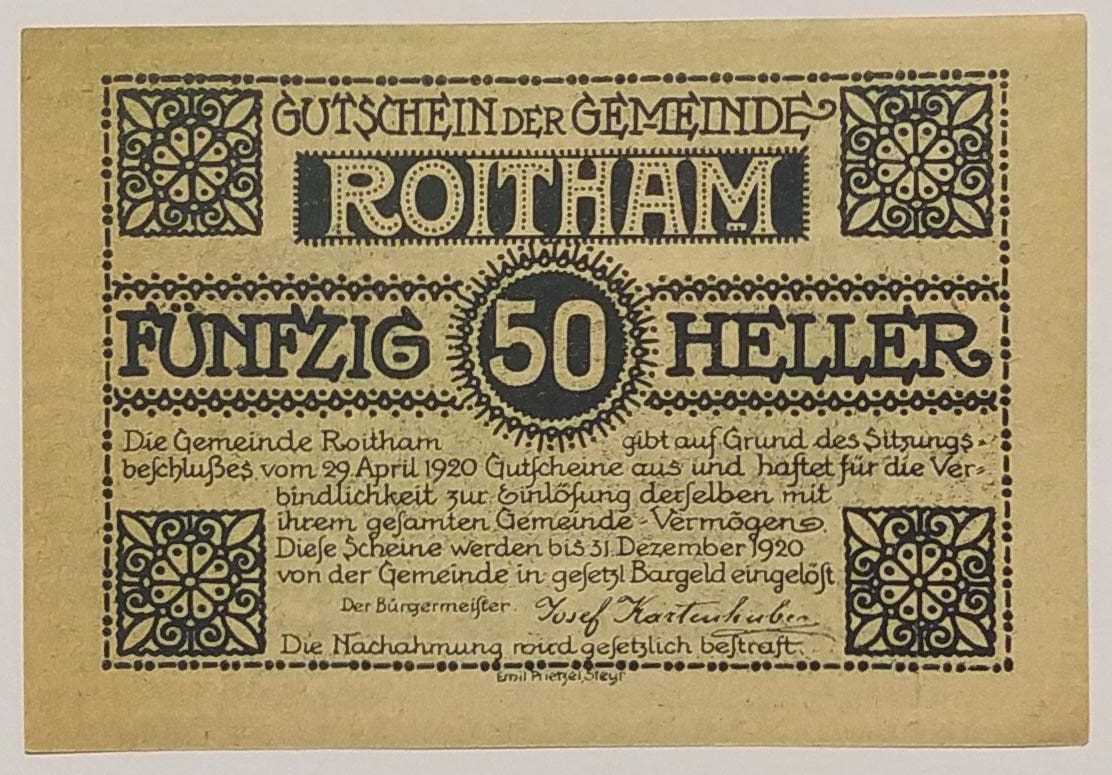 GUTSCHEIN DER GEMEINDE
ROITHAM
FÜNFZIG 50 HELLER
Die Gemeinde Roitham gibt auf Grund des Sitzungs-
beſchlußes vom 29. April 1920 Gutſcheine aus und haftet für die Ver-
bindlichkeit zur Einlöſung derſelben mit
ihrem geſamten Gemeinde-Vermögen.
Dieſe Scheine werden bis 31. Dezember 1920
von der Gemeinde in geſetzl Bargeld eingelöſt.
Der Bürgermeiſter. Josef Kartenhuber
Die Nachahmung wird geſetzlich beſtraft.
Emil Prietzel, Steyr